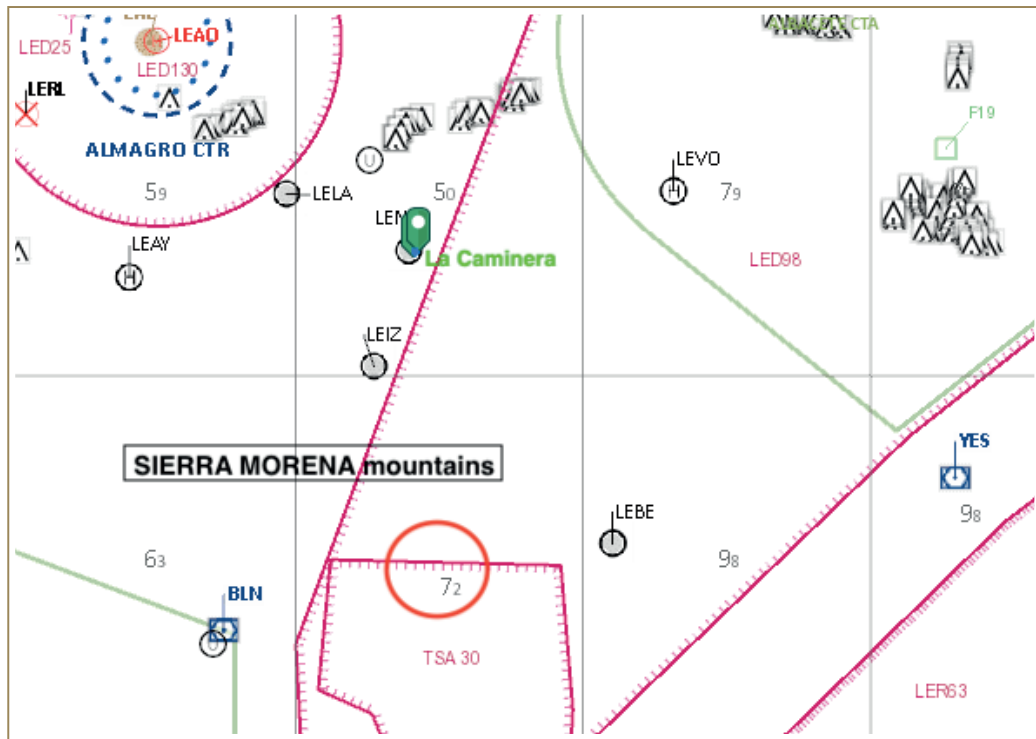 LEAO
LED25
LED130
LERL
F19
ALMAGRO CTR
LEVO
59
LELA
50
79
LEAY
La Caminera
LED98
LEIZ
SIERRA MORENA mountains
YES
LEBE
98
63
98
72
BLN
TSA 30
LER63